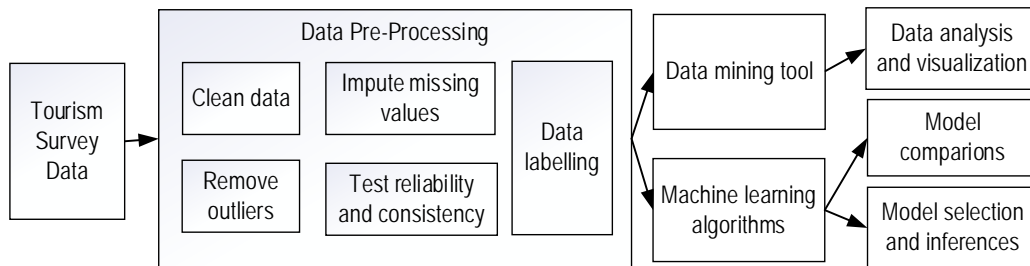 Tourism
Survey
Data
Data Pre-Processing
Clean data
Impute missing
values
Remove
outliers
Test reliability
and consistency
Data
labelling
Data mining tool
Machine learning
algorithms
Data analysis
and visualization
Model
comparions
Model selection
and inferences